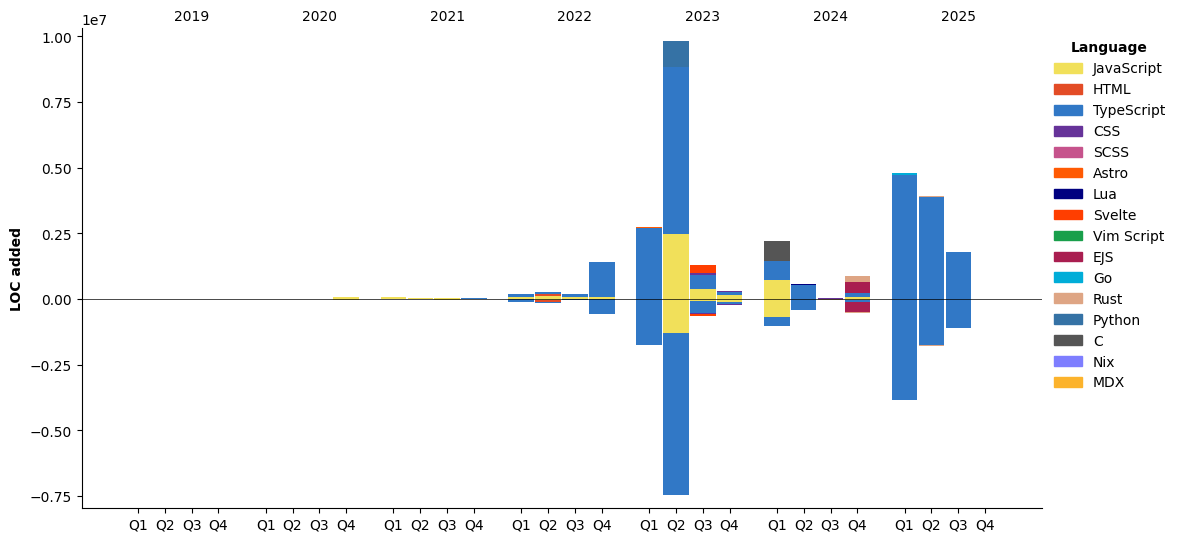 2019 2020 2021 2022 2023 2024 2025
1e7
1.00
0.75
0.50
0.25
0.00
−0.25
−0.50
−0.75
LOC added
Q1 Q2 Q3 Q4 Q1 Q2 Q3 Q4 Q1 Q2 Q3 Q4 Q1 Q2 Q3 Q4 Q1 Q2 Q3 Q4 Q1 Q2 Q3 Q4 Q1 Q2 Q3 Q4
Language
JavaScript
HTML
TypeScript
CSS
SCSS
Astro
Lua
Svelte
Vim Script
EJS
Go
Rust
Python
C
Nix
MDX